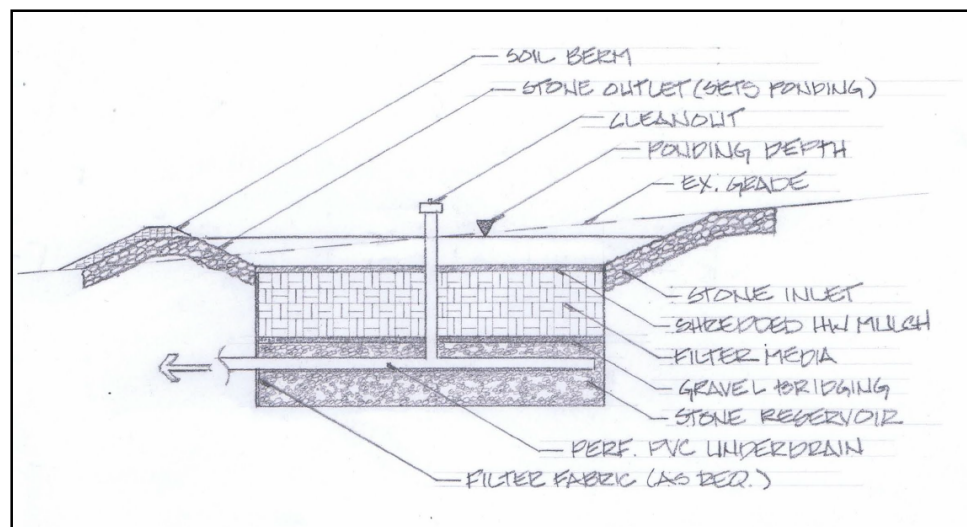 SOIL BERM
STONE OUTLET (SETS PONDING)
CLEANOUT
PONDING DEPTH
EX. GRADE
STONE INLET
SHREDDED HW MULCH
FILTER MEDIA
GRAVEL BRIDGING
STONE RESERVOIR
PERF. PVC UNDERDRAIN
FILTER FABRIC (AS REQ.)